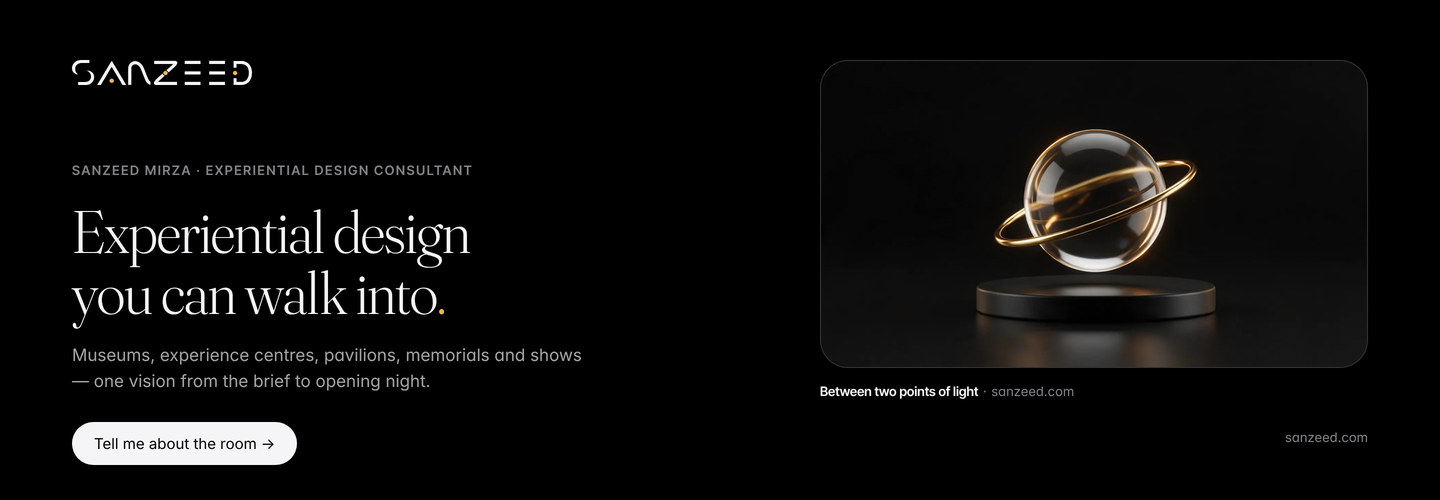 SANZEED
SANZEED MIRZA · EXPERIENTIAL DESIGN CONSULTANT
Experiential design
you can walk into.
Museums, experience centres, pavilions, memorials and shows
— one vision from the brief to opening night.
Tell me about the room →
Between two points of light · sanzeed.com
sanzeed.com